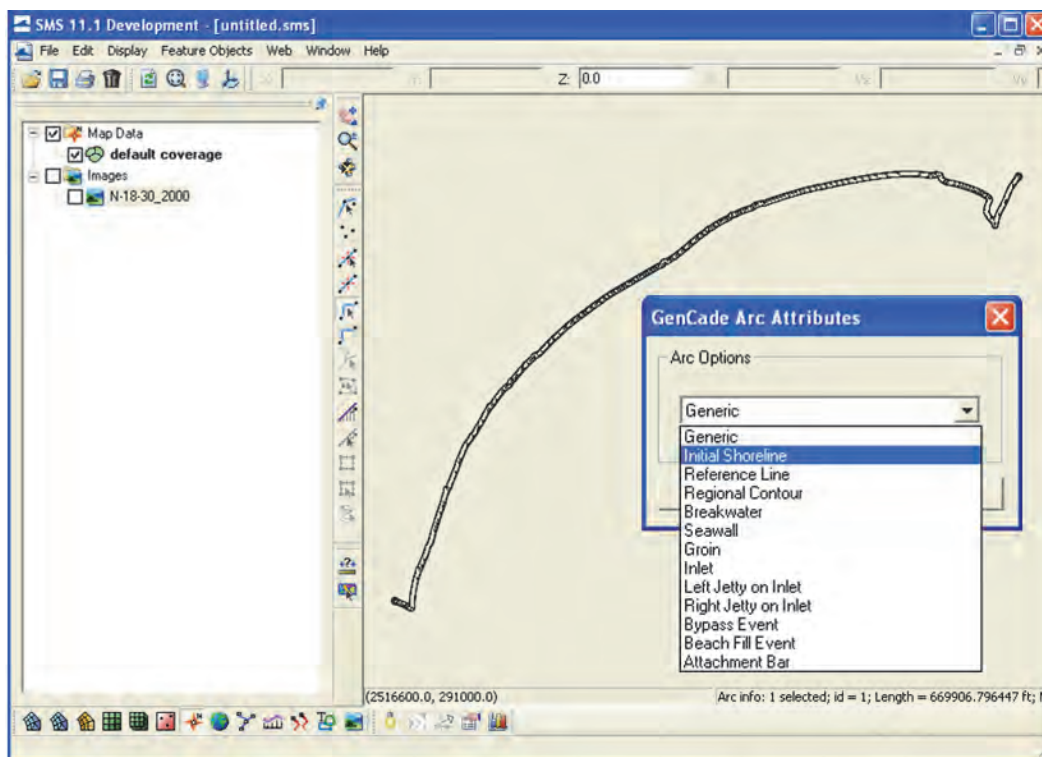 SMS 11.1 Development - [untitled.sms]
File Edit Display Feature Objects Web Window Help
Z: 0.0
Map Data
default coverage
Images
N-18-30_2000
GenCade Arc Attributes
Arc Options
Generic
Generic
Initial Shoreline
Reference Line
Regional Contour
Breakwater
Seawall
Groin
Inlet
Left Jetty on Inlet
Right Jetty on Inlet
Bypass Event
Beach Fill Event
Attachment Bar
(2516600.0, 291000.0)
Arc info: 1 selected; id = 1; Length = 669906.796447 ft;